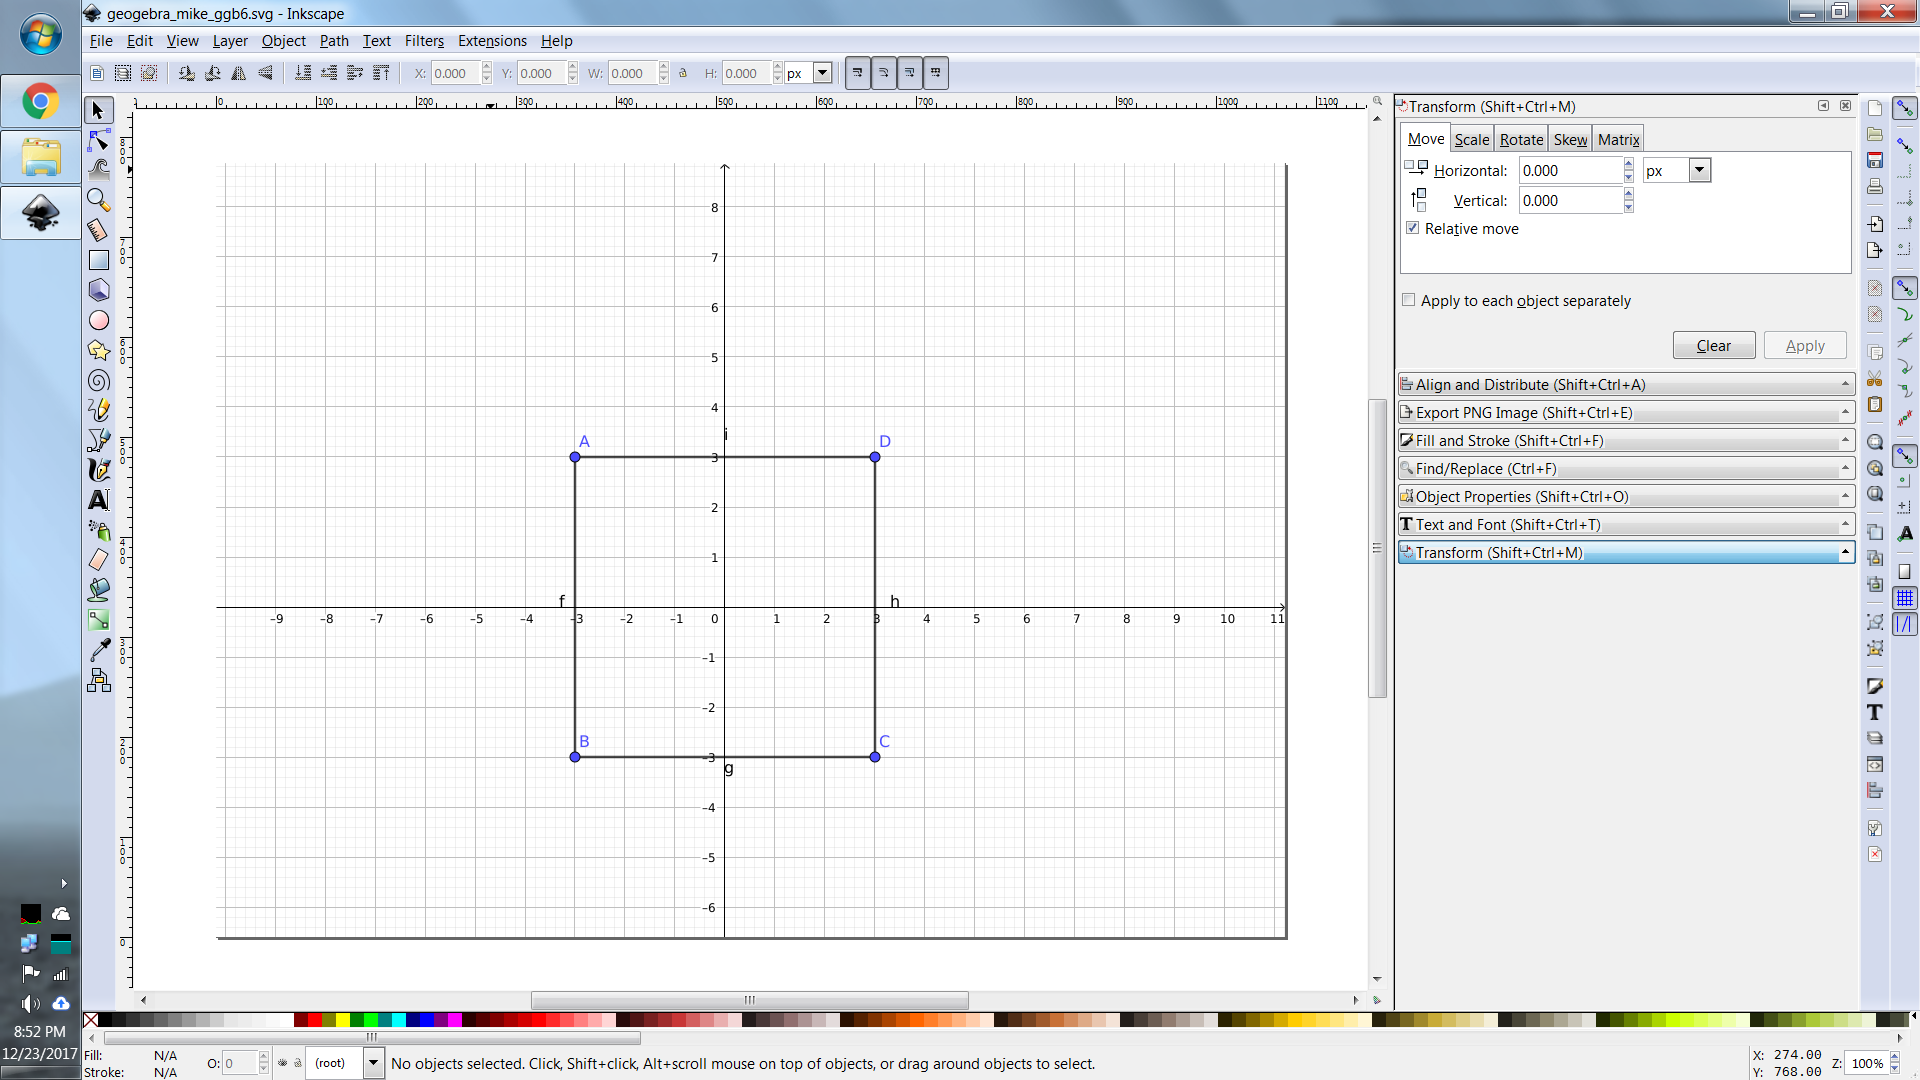 geogebra_mike_ggb6.svg - Inkscape
File Edit View Layer Object Path Text Filters Extensions Help
X: 0.000 Y: 0.000 W: 0.000 H: 0.000 px
0 100 200 300 400 500 600 700 800 900 1000 1100
Transform (Shift+Ctrl+M)
Move Scale Rotate Skew Matrix
Horizontal: 0.000 px
Vertical: 0.000
Relative move
Apply to each object separately
Clear Apply
Align and Distribute (Shift+Ctrl+A)
Export PNG Image (Shift+Ctrl+E)
Fill and Stroke (Shift+Ctrl+F)
Find/Replace (Ctrl+F)
Object Properties (Shift+Ctrl+O)
Text and Font (Shift+Ctrl+T)
Transform (Shift+Ctrl+M)
8
7
6
5
4
i
A D
3
2
1
f h
-9 -8 -7 -6 -5 -4 -3 -2 -1 0 1 2 3 4 5 6 7 8 9 10 11
-1
-2
B C
-3
g
-4
-5
-6
8:52 PM
12/23/2017
Fill: N/A
Stroke: N/A
O: 0
(root)
No objects selected. Click, Shift+click, Alt+scroll mouse on top of objects, or drag around objects to select.
X: 274.00
Y: 768.00
Z: 100%